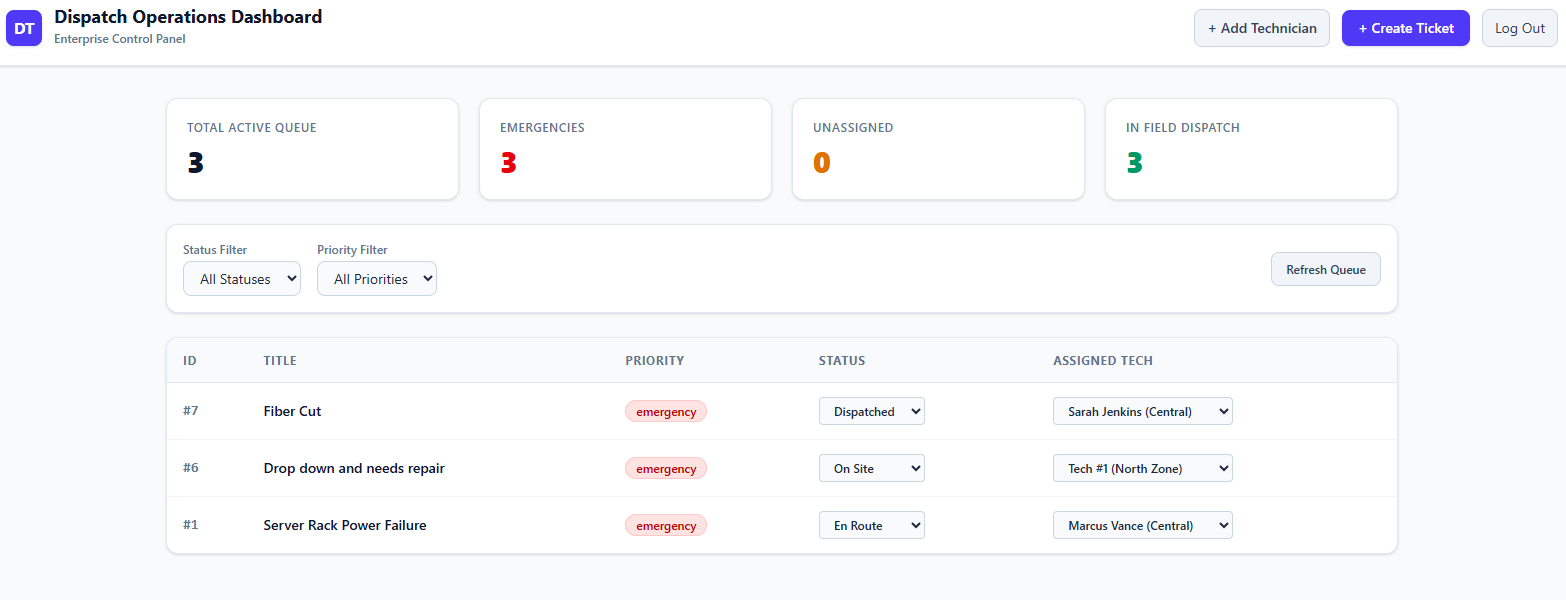 DT
Dispatch Operations Dashboard
Enterprise Control Panel
+ Add Technician
+ Create Ticket
Log Out
TOTAL ACTIVE QUEUE
3
EMERGENCIES
3
UNASSIGNED
0
IN FIELD DISPATCH
3
Status Filter
All Statuses
Priority Filter
All Priorities
Refresh Queue
ID TITLE PRIORITY STATUS ASSIGNED TECH
#7 Fiber Cut emergency Dispatched Sarah Jenkins (Central)
#6 Drop down and needs repair emergency On Site Tech #1 (North Zone)
#1 Server Rack Power Failure emergency En Route Marcus Vance (Central)